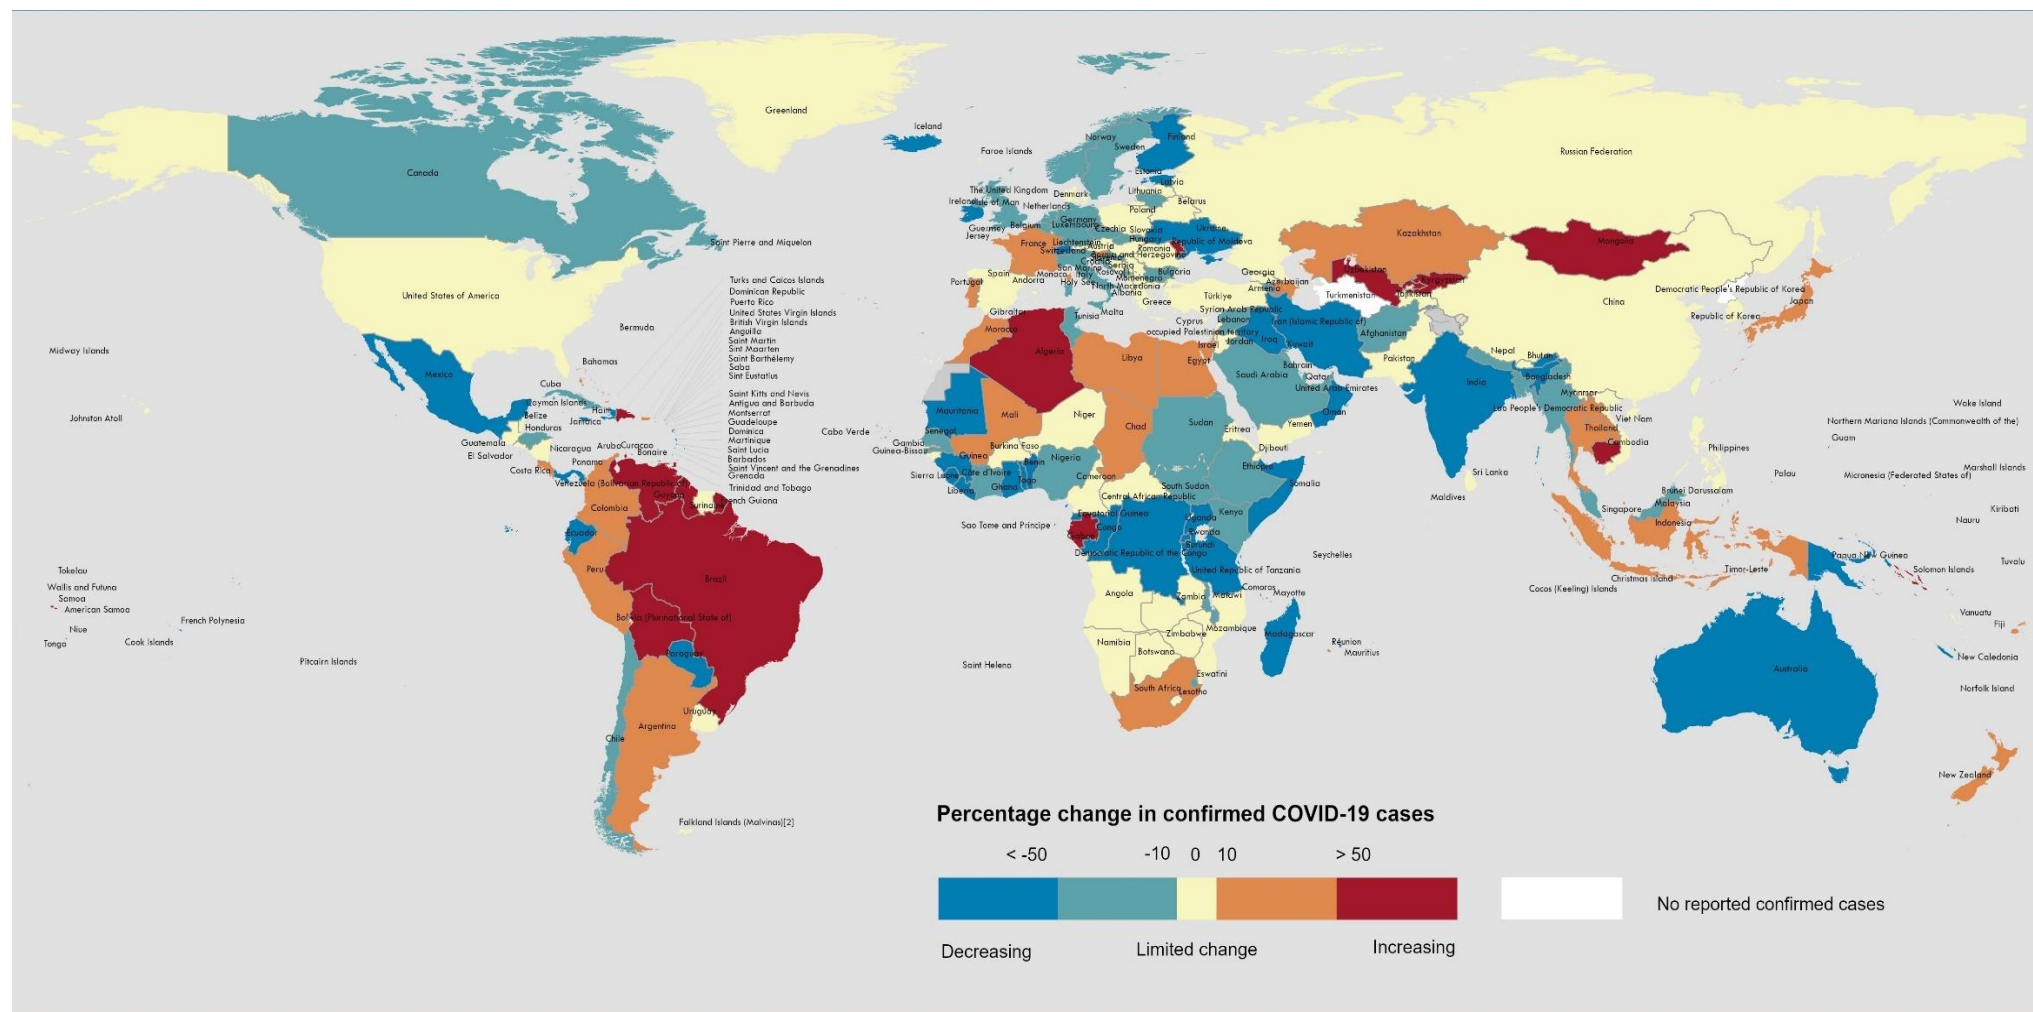 Greenland
Iceland
Faroe Islands
Norway
Sweden
Finland
Russian Federation
Canada
Estonia
Latvia
Lithuania
The United Kingdom
Denmark
Isle of Man
Ireland
Netherlands
Poland
Belarus
Guernsey
Jersey
Belgium
Germany
Luxembourg
Czechia
Slovakia
Ukraine
Saint Pierre and Miquelon
France
Liechtenstein
Austria
Hungary
Republic of Moldova
Switzerland
Romania
Kazakhstan
Mongolia
Croatia
Serbia
San Marino
Spain
Monaco
Italy
Kosovo
Montenegro
Bulgaria
Georgia
Uzbekistan
Kyrgyzstan
Portugal
Andorra
Holy See
North Macedonia
Albania
Armenia
Azerbaijan
Turkmenistan
Tajikistan
Democratic People's Republic of Korea
United States of America
Greece
Türkiye
China
Japan
Gibraltar
Tunisia
Malta
Syrian Arab Republic
Republic of Korea
Turks and Caicos Islands
Dominican Republic
Puerto Rico
United States Virgin Islands
British Virgin Islands
Anguilla
Saint Martin
Sint Maarten
Saint Barthélemy
Saba
Sint Eustatius
Bermuda
Morocco
Cyprus
Lebanon
Iran (Islamic Republic of)
occupied Palestinian territory
Afghanistan
Israel
Jordan
Iraq
Kuwait
Midway Islands
Bahamas
Algeria
Libya
Egypt
Pakistan
Nepal
Bhutan
Mexico
Cuba
Bahrain
Saudi Arabia
Qatar
United Arab Emirates
India
Bangladesh
Saint Kitts and Nevis
Antigua and Barbuda
Montserrat
Guadeloupe
Dominica
Martinique
Saint Lucia
Barbados
Saint Vincent and the Grenadines
Grenada
Trinidad and Tobago
Cayman Islands
Haiti
Belize
Jamaica
Honduras
Johnston Atoll
Mauritania
Mali
Niger
Oman
Myanmar
Lao People's Democratic Republic
Wake Island
Northern Mariana Islands (Commonwealth of the)
Guam
Guatemala
El Salvador
Nicaragua
Aruba
Curaçao
Bonaire
Cabo Verde
Senegal
Gambia
Guinea-Bissau
Chad
Sudan
Eritrea
Yemen
Thailand
Viet Nam
Cambodia
Philippines
Costa Rica
Panama
Burkina Faso
Guinea
Benin
Nigeria
Djibouti
Ethiopia
Sri Lanka
Maldives
Palau
Marshall Islands
Micronesia (Federated States of)
Venezuela (Bolivarian Republic of)
Guyana
Suriname
French Guiana
Colombia
Sierra Leone
Côte d'Ivoire
Liberia
Ghana
Togo
Cameroon
Central African Republic
South Sudan
Somalia
Brunei Darussalam
Malaysia
Singapore
Indonesia
Kiribati
Nauru
Ecuador
Sao Tome and Principe
Equatorial Guinea
Gabon
Congo
Uganda
Kenya
Rwanda
Burundi
Democratic Republic of the Congo
Seychelles
Papua New Guinea
Solomon Islands
Tuvalu
Tokelau
Wallis and Futuna
Samoa
American Samoa
Peru
Brazil
United Republic of Tanzania
Timor-Leste
Christmas Island
Cocos (Keeling) Islands
Angola
Zambia
Malawi
Comoros
Mayotte
French Polynesia
Niue
Tonga
Cook Islands
Bolivia (Plurinational State of)
Vanuatu
Fiji
Namibia
Zimbabwe
Mozambique
Botswana
Madagascar
Réunion
Mauritius
Pitcairn Islands
Paraguay
Saint Helena
Eswatini
South Africa
Lesotho
Australia
New Caledonia
Norfolk Island
Uruguay
Argentina
Chile
New Zealand
Falkland Islands (Malvinas)[2]
Percentage change in confirmed COVID-19 cases
< -50 -10 0 10 > 50
No reported confirmed cases
Decreasing Limited change Increasing